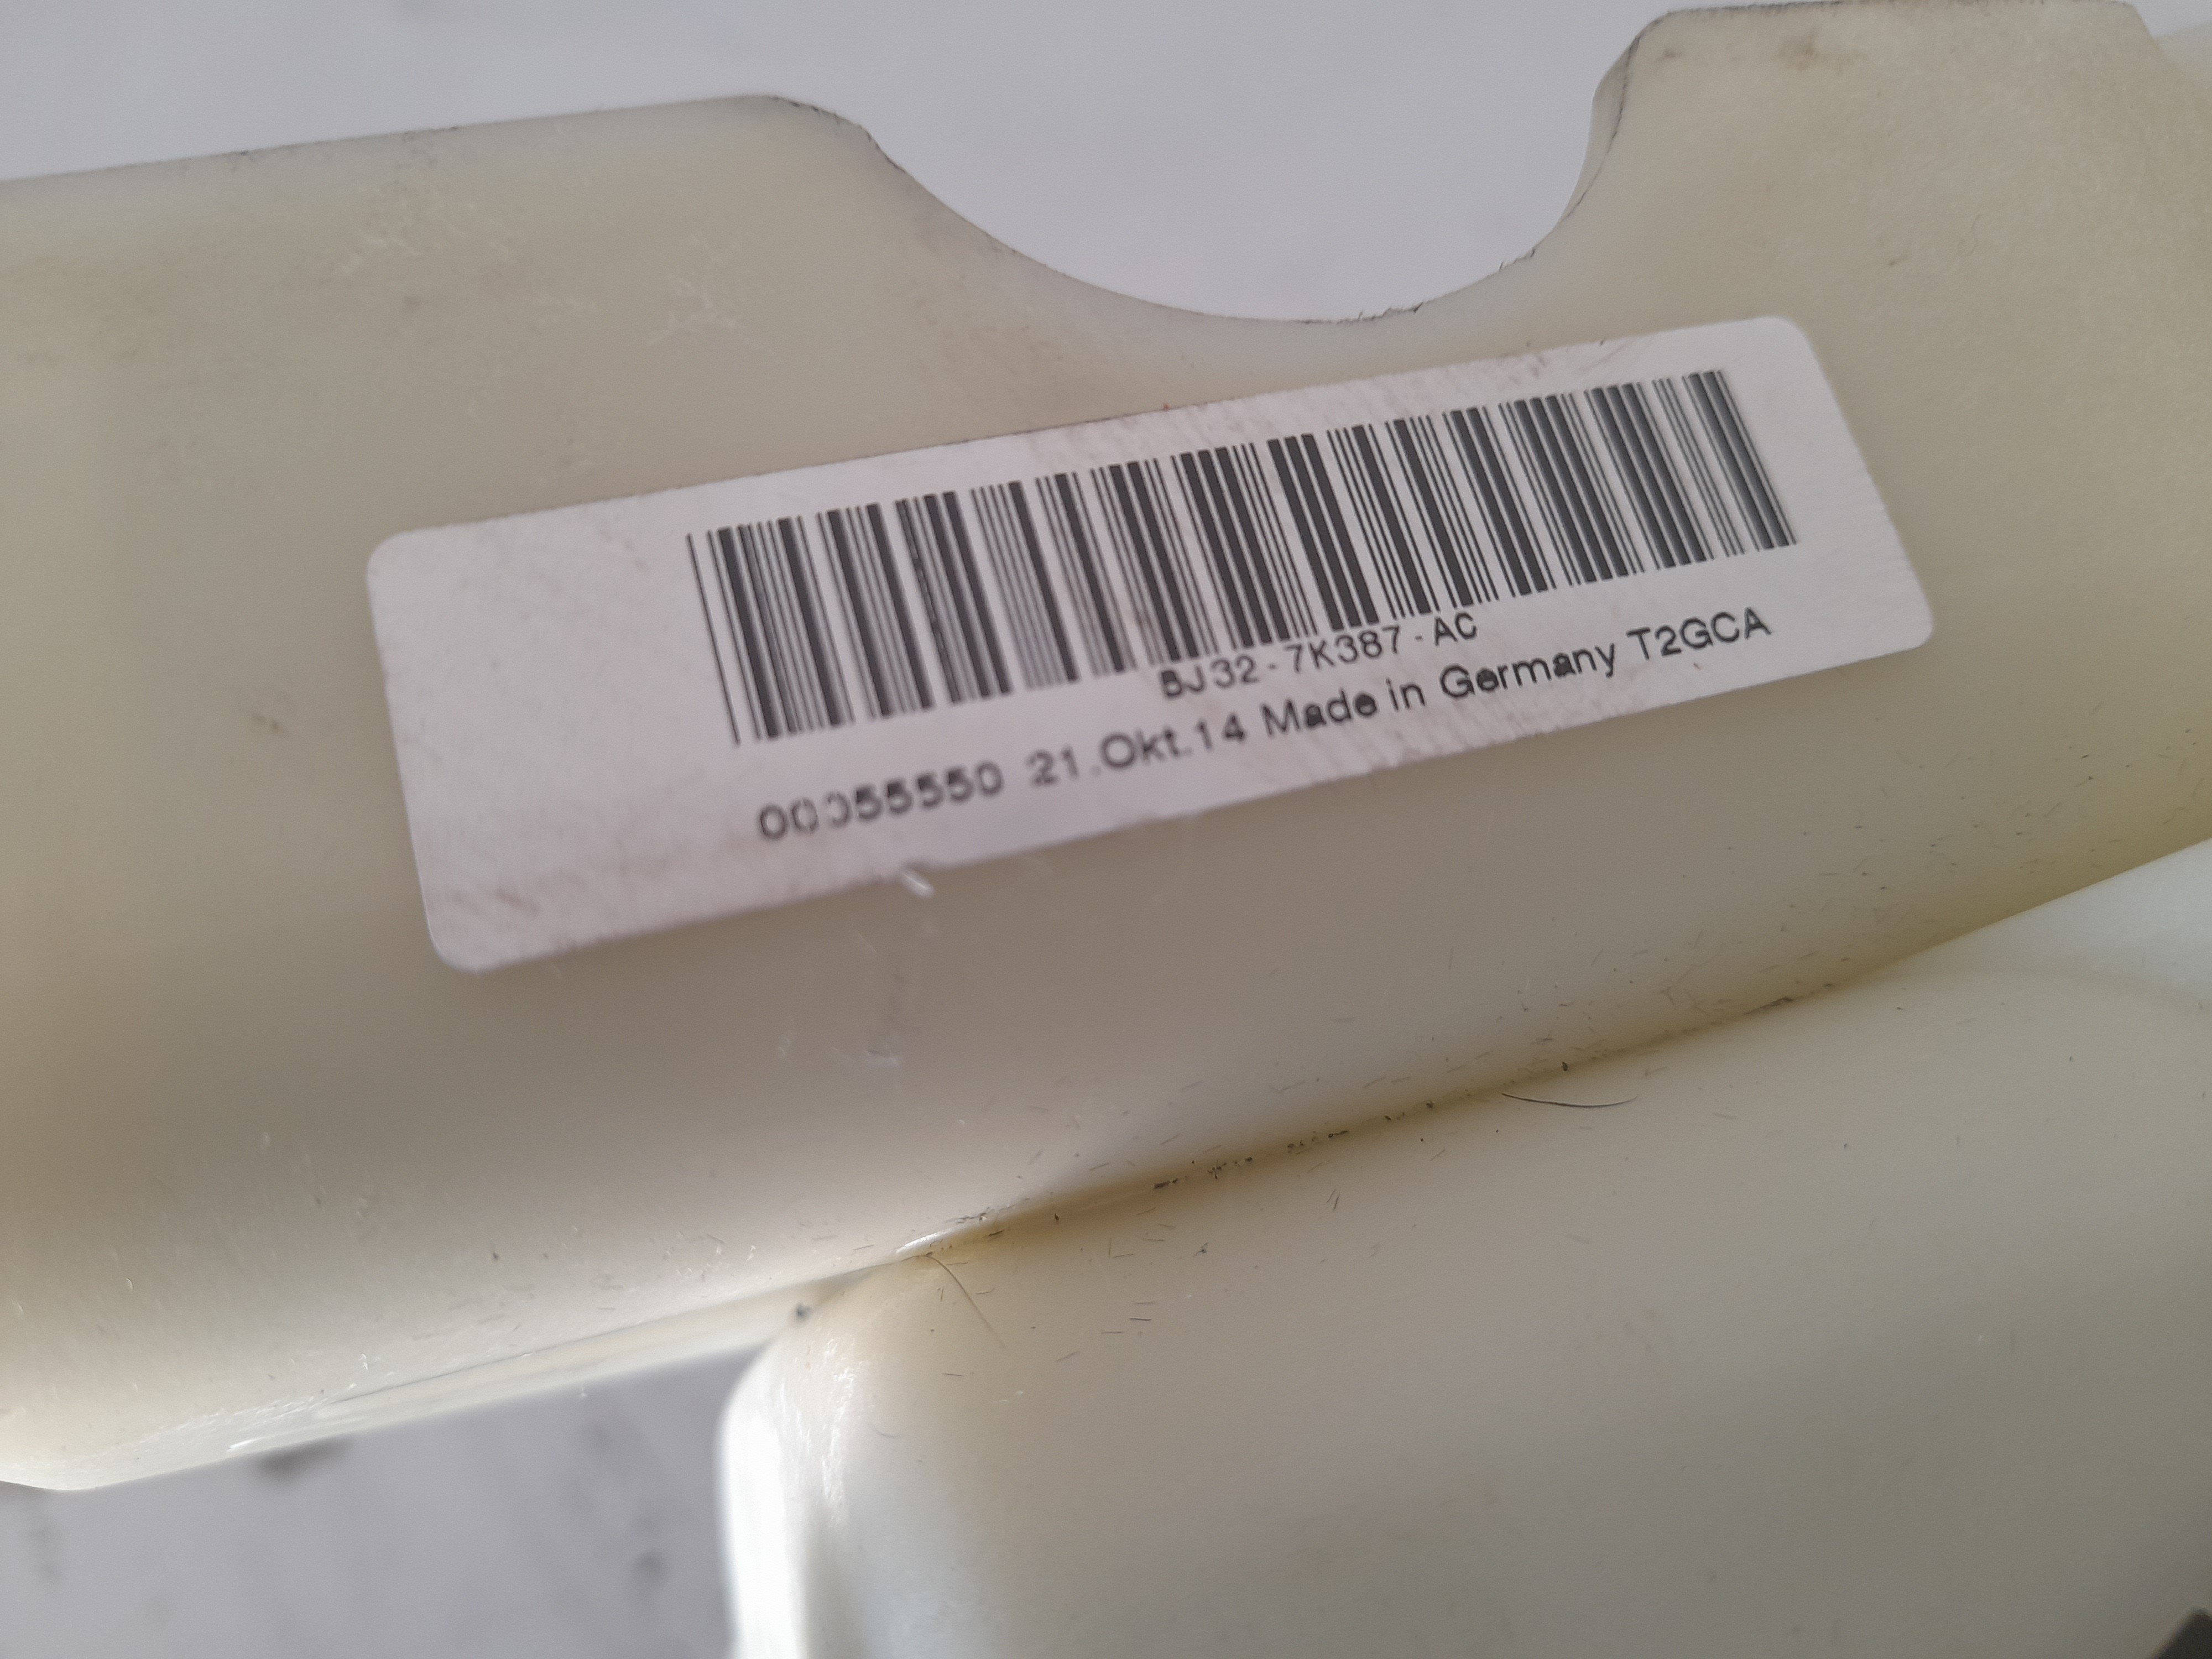 BJ32-7K387-AC
00055550 21.Okt.14 Made in Germany T2GCA